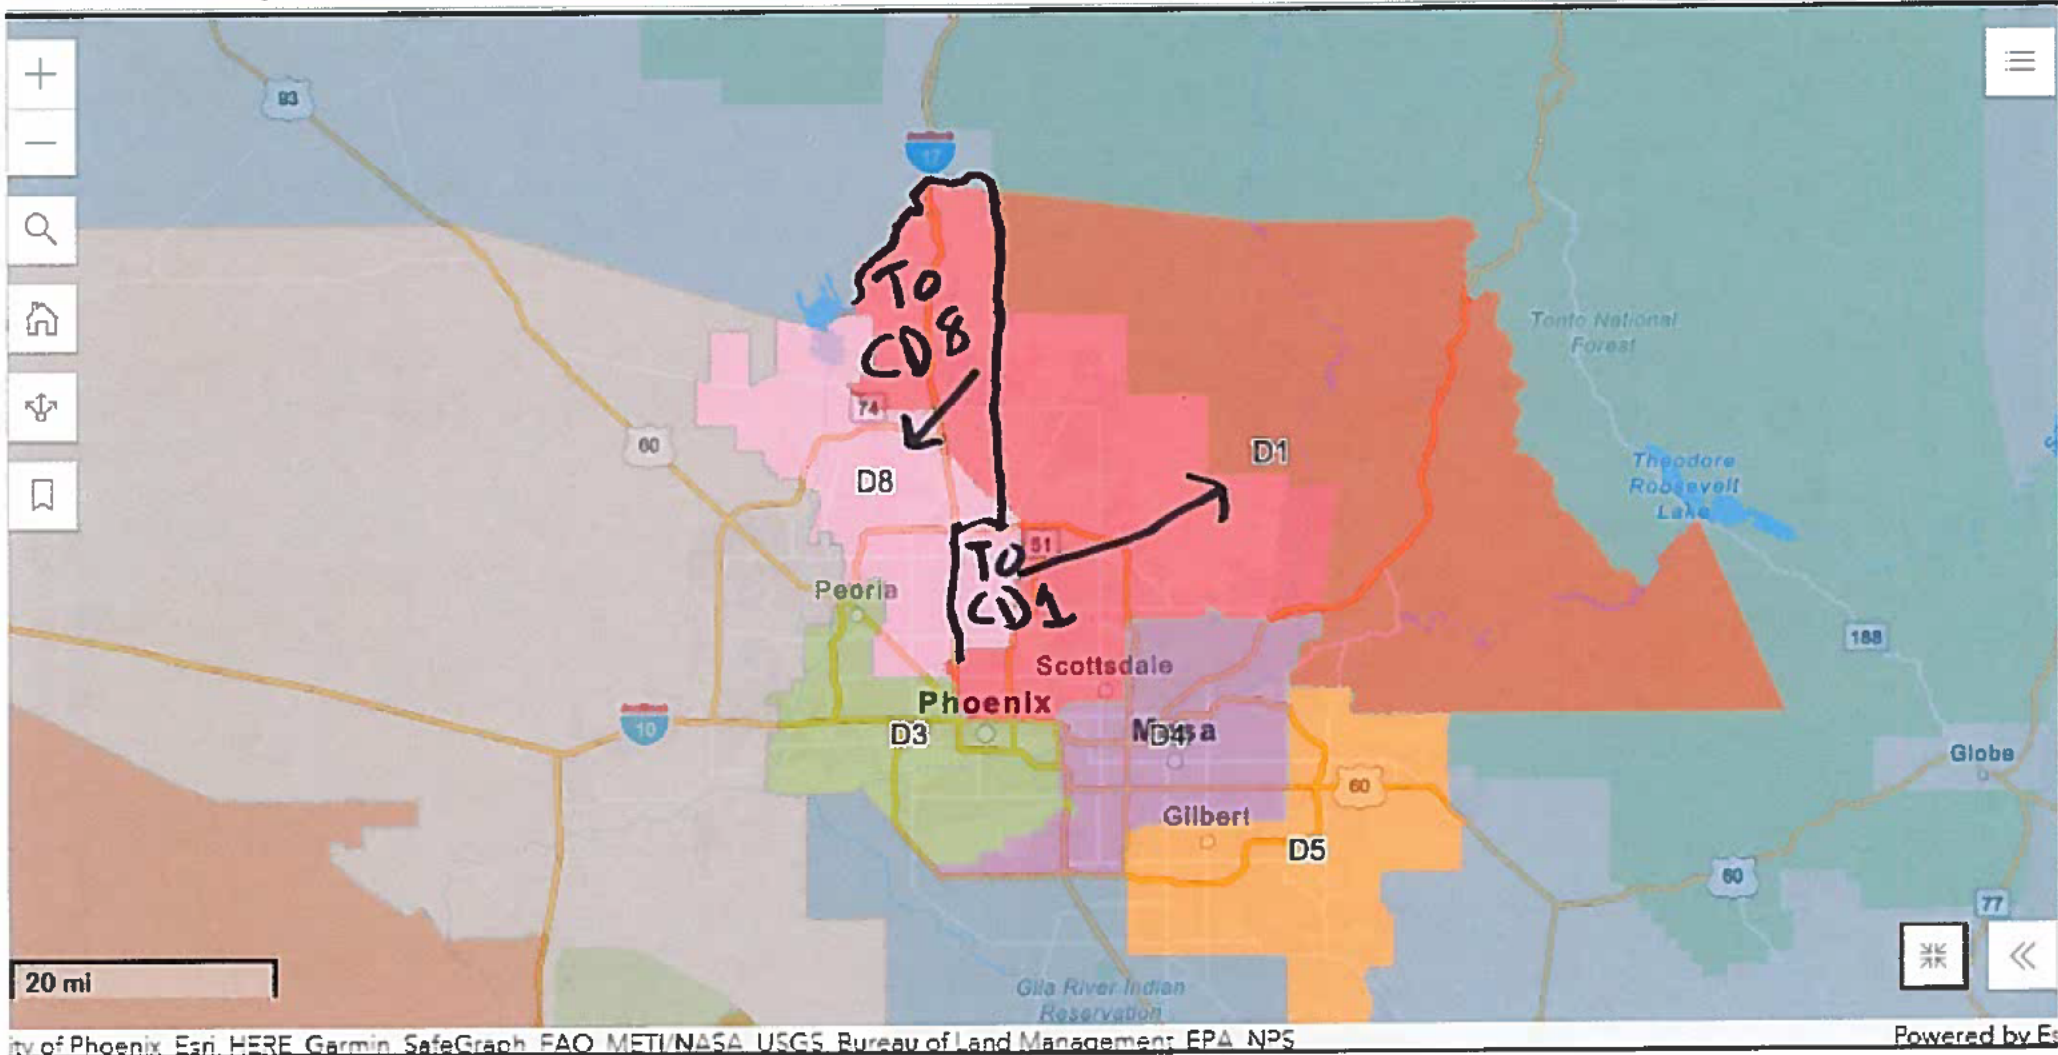 93
17
To
CD8
74
60
D8
D1
Tonto National
Forest
Theodore
Roosevelt
Lake
To
CD1
51
Peoria
188
Scottsdale
Phoenix
D3
Mesa
D4
10
Globe
60
Gilbert
D5
60
77
20 mi
Gila River Indian
Reservation
ity of Phoenix, Esri, HERE, Garmin, SafeGraph, FAO, METI/NASA, USGS, Bureau of Land Management, EPA, NPS
Powered by Es